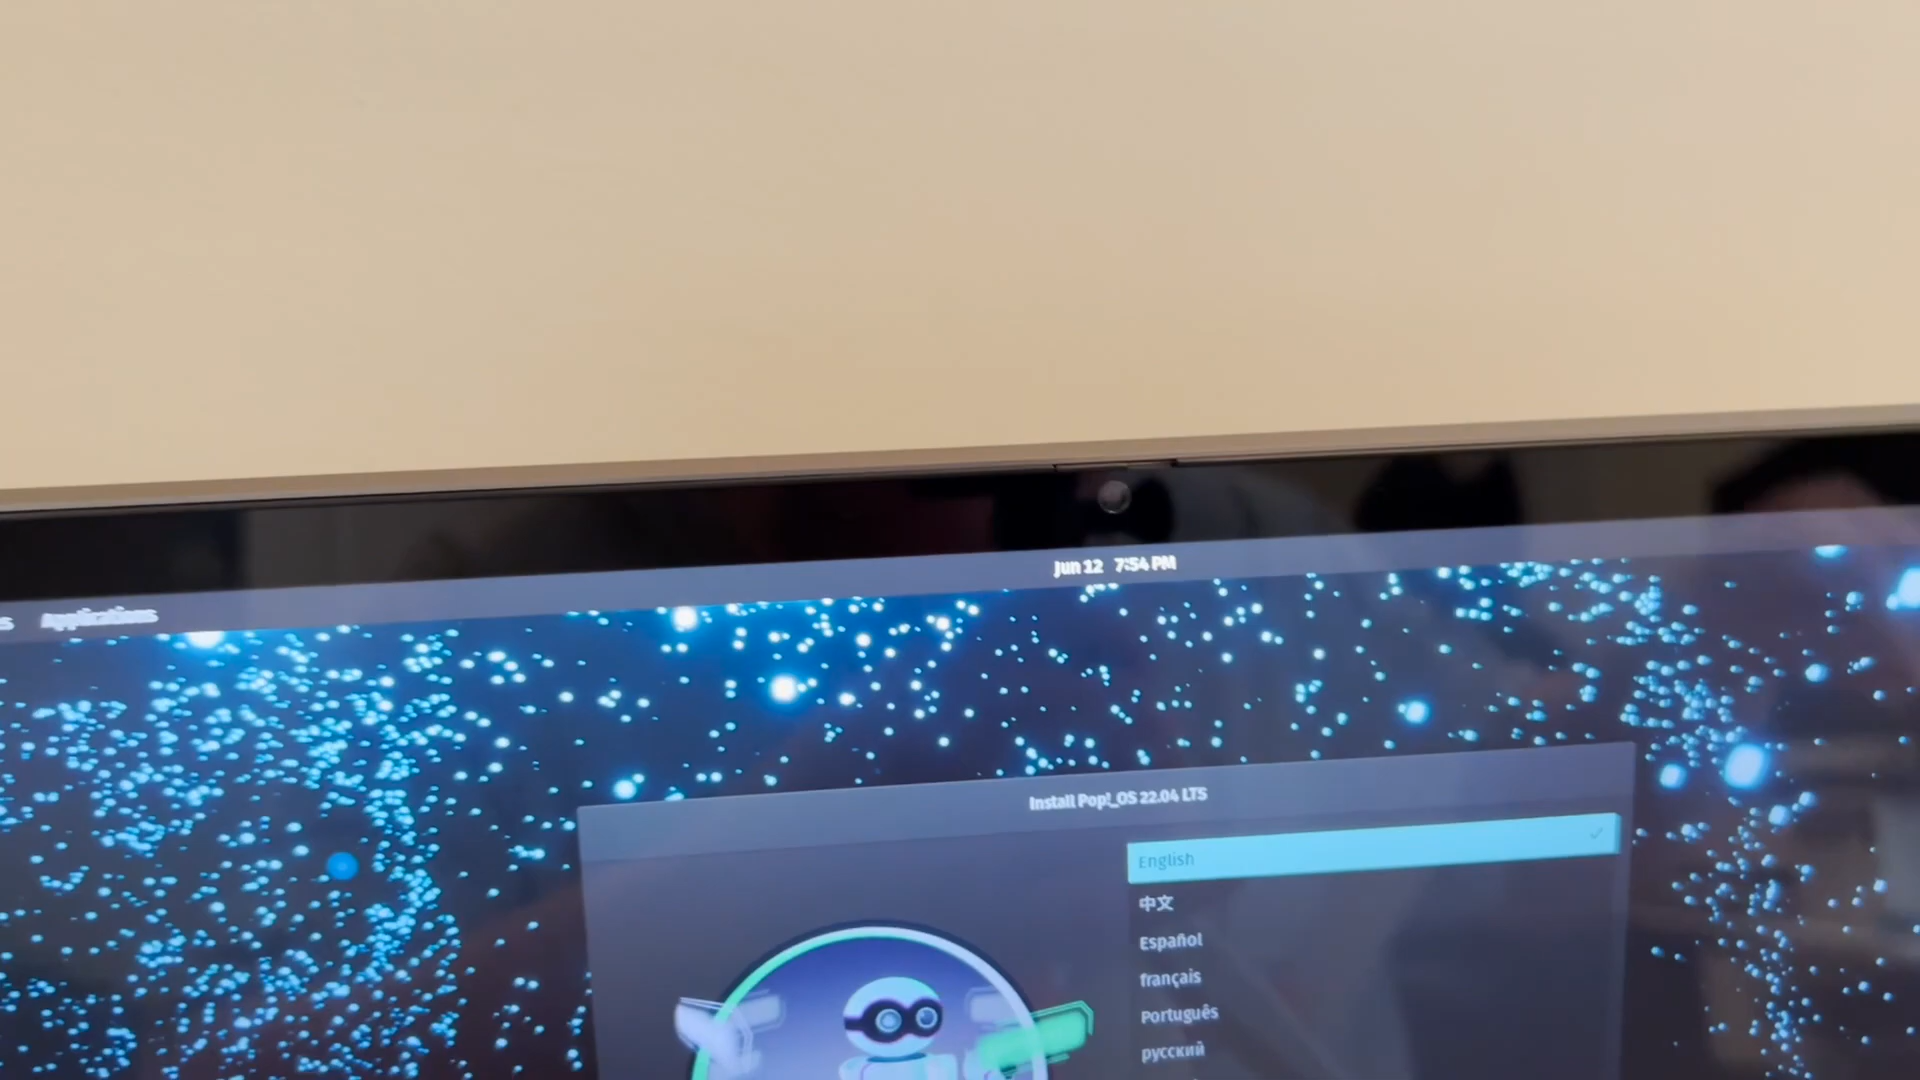 Jun 12 7:54 PM
Applications
Install Pop!_OS 22.04 LTS
English
中文
Español
français
Português
русский